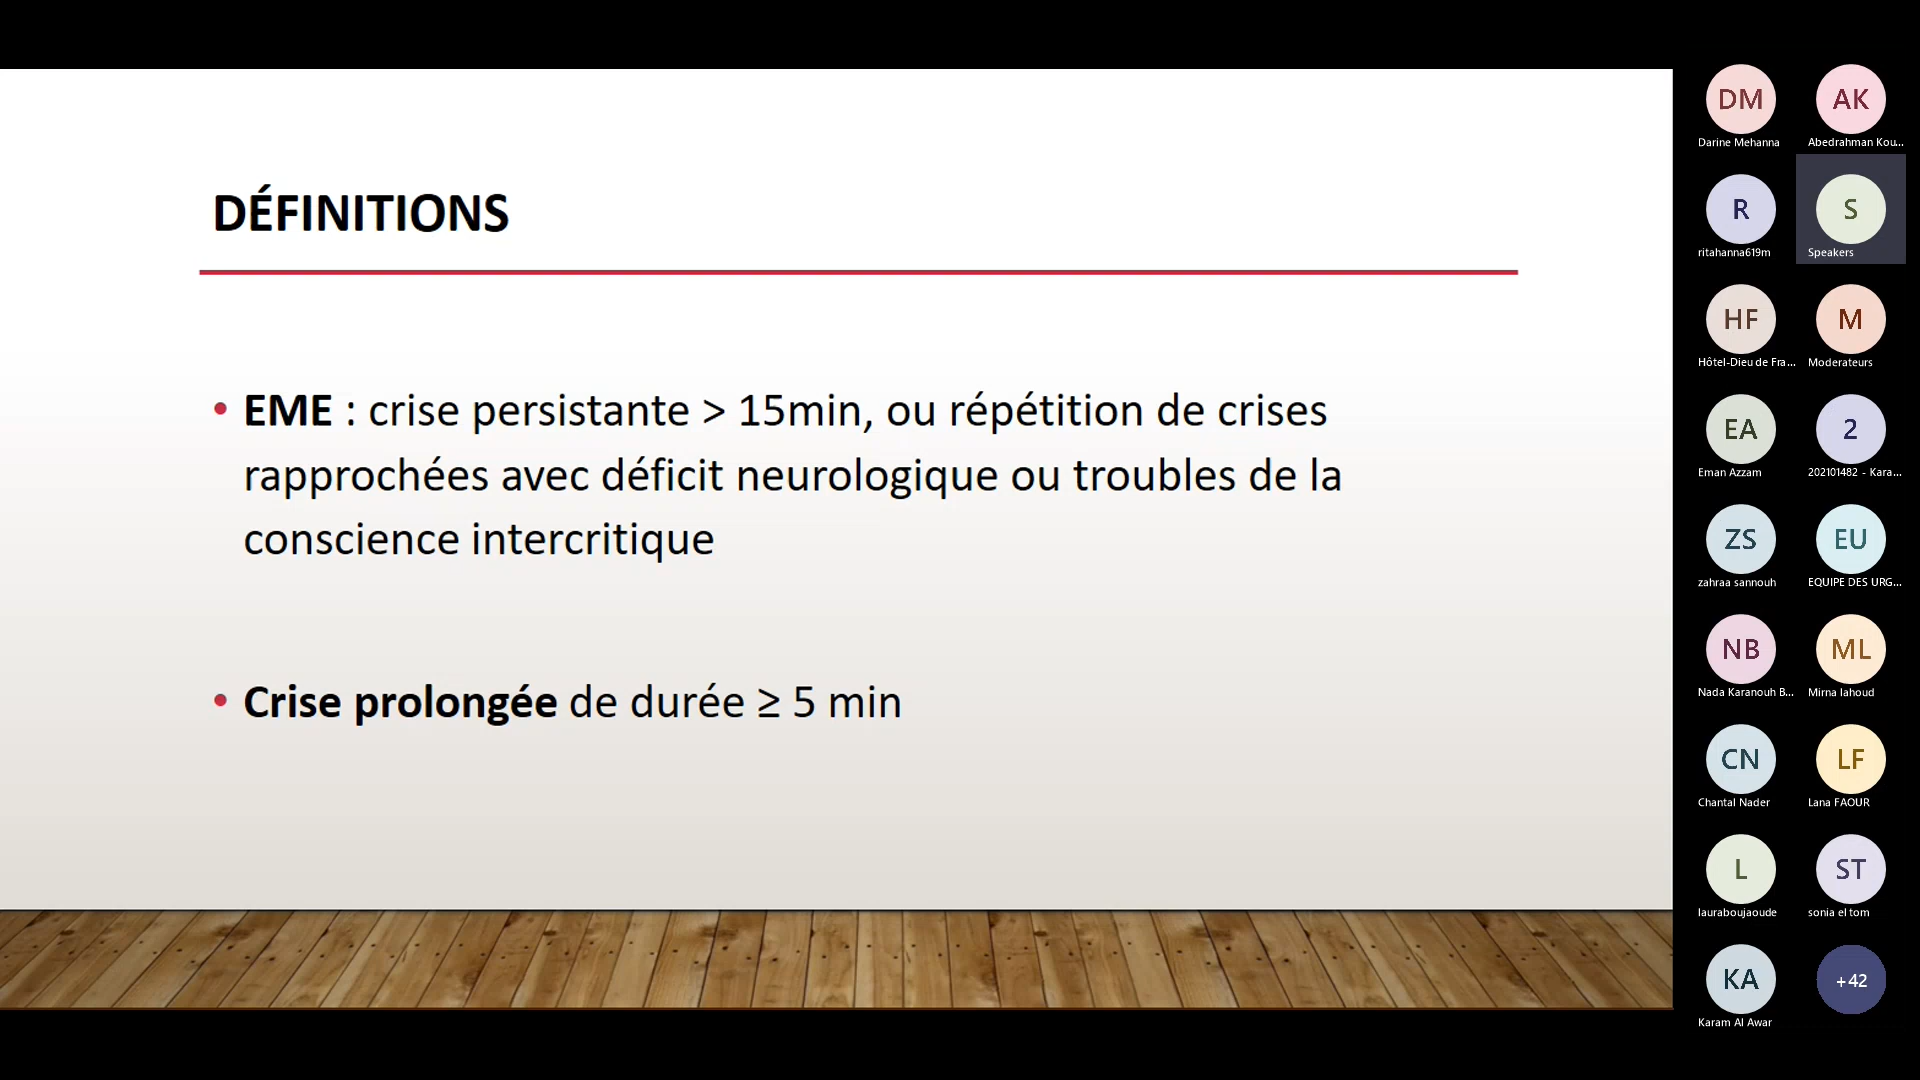 DÉFINITIONS
• EME : crise persistante > 15min, ou répétition de crises
rapprochées avec déficit neurologique ou troubles de la
conscience intercritique
• Crise prolongée de durée ≥ 5 min
DM
Darine Mehanna
AK
Abedrahman Kou...
R
ritahanna619m
S
Speakers
HF
Hôtel-Dieu de Fra...
M
Moderateurs
EA
Eman Azzam
2
202101482 - Kara...
ZS
zahraa sannouh
EU
EQUIPE DES URG...
NB
Nada Karanouh B...
ML
Mirna lahoud
CN
Chantal Nader
LF
Lana FAOUR
L
lauraboujaoude
ST
sonia el tom
KA
Karam Al Awar
+42